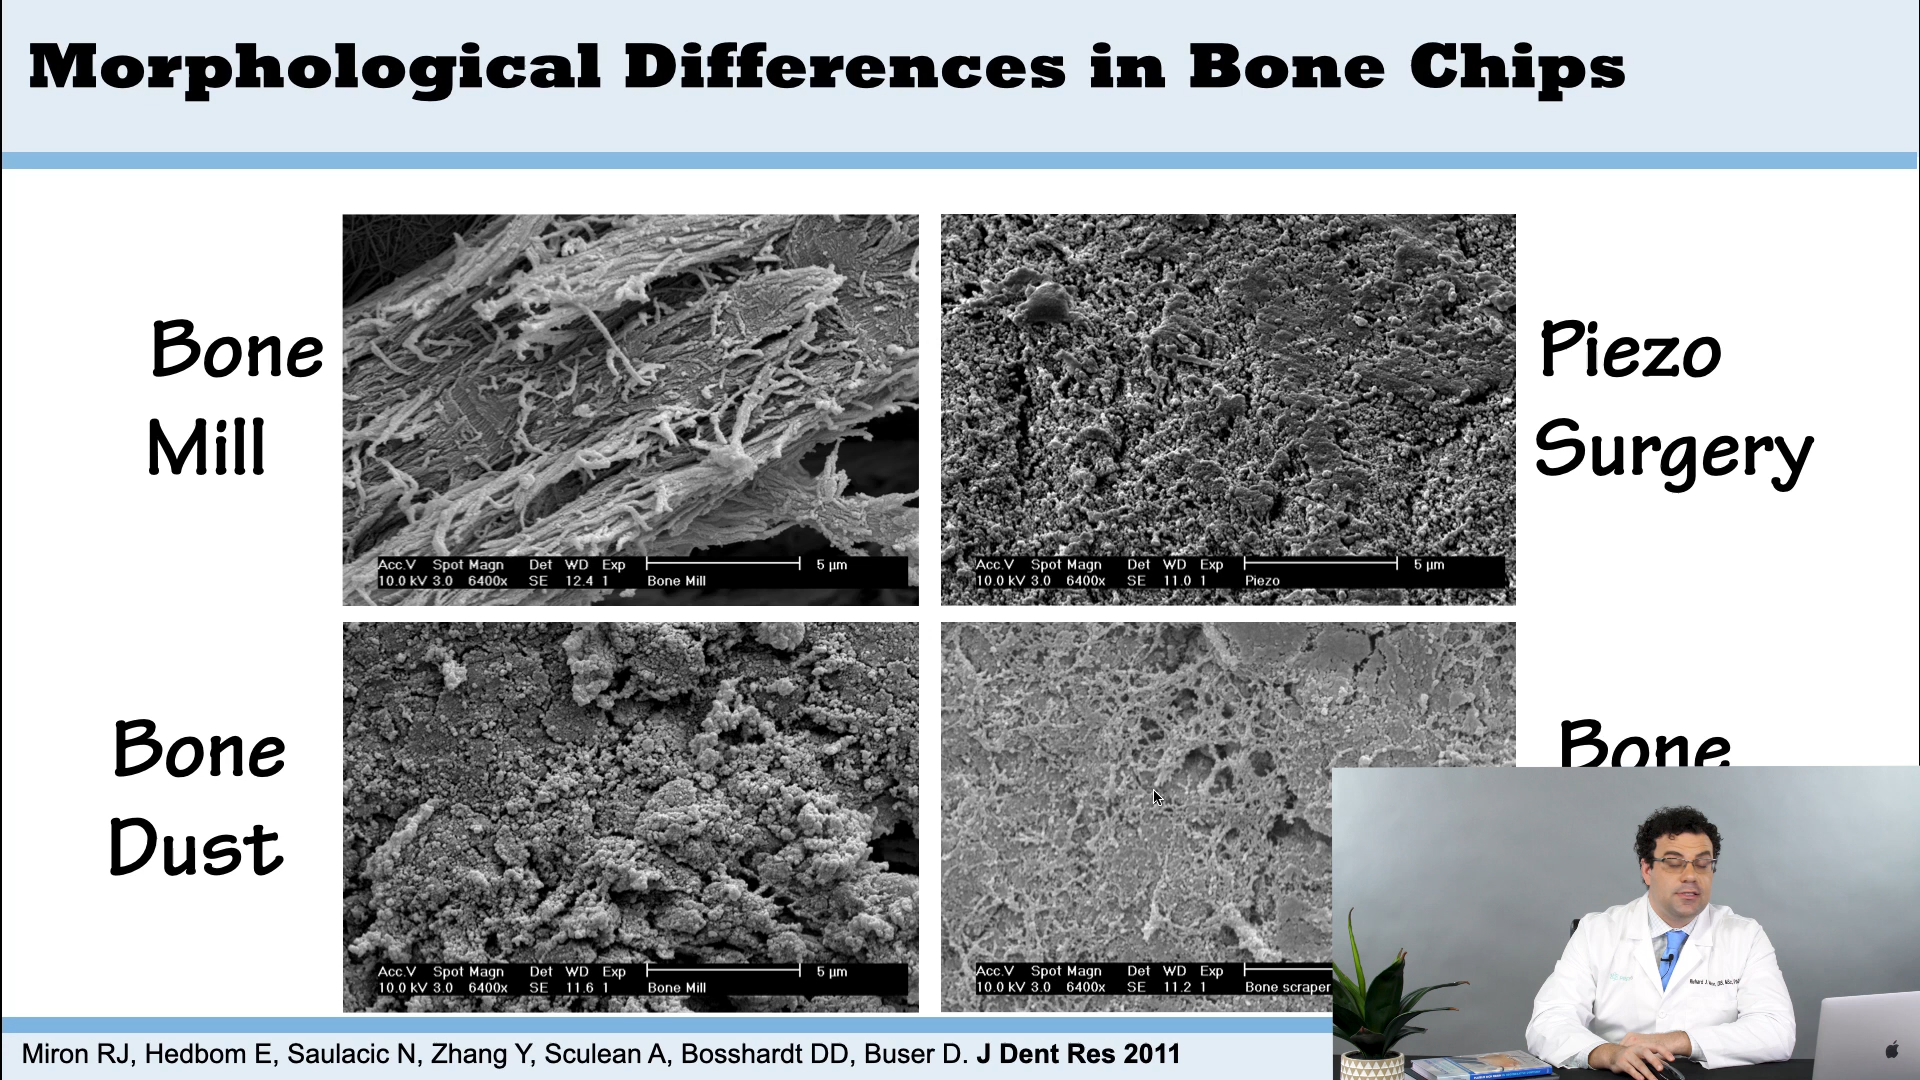 Morphological Differences in Bone Chips
Bone
Mill
Acc.V Spot Magn Det WD Exp 5 µm
10.0 kV 3.0 6400x SE 12.4 1 Bone Mill
Acc.V Spot Magn Det WD Exp 5 µm
10.0 kV 3.0 6400x SE 11.0 1 Piezo
Piezo
Surgery
Bone
Dust
Acc.V Spot Magn Det WD Exp 5 µm
10.0 kV 3.0 6400x SE 11.6 1 Bone Mill
Acc.V Spot Magn Det WD Exp
10.0 kV 3.0 6400x SE 11.2 1 Bone scraper
Bone
Miron RJ, Hedbom E, Saulacic N, Zhang Y, Sculean A, Bosshardt DD, Buser D. J Dent Res 2011